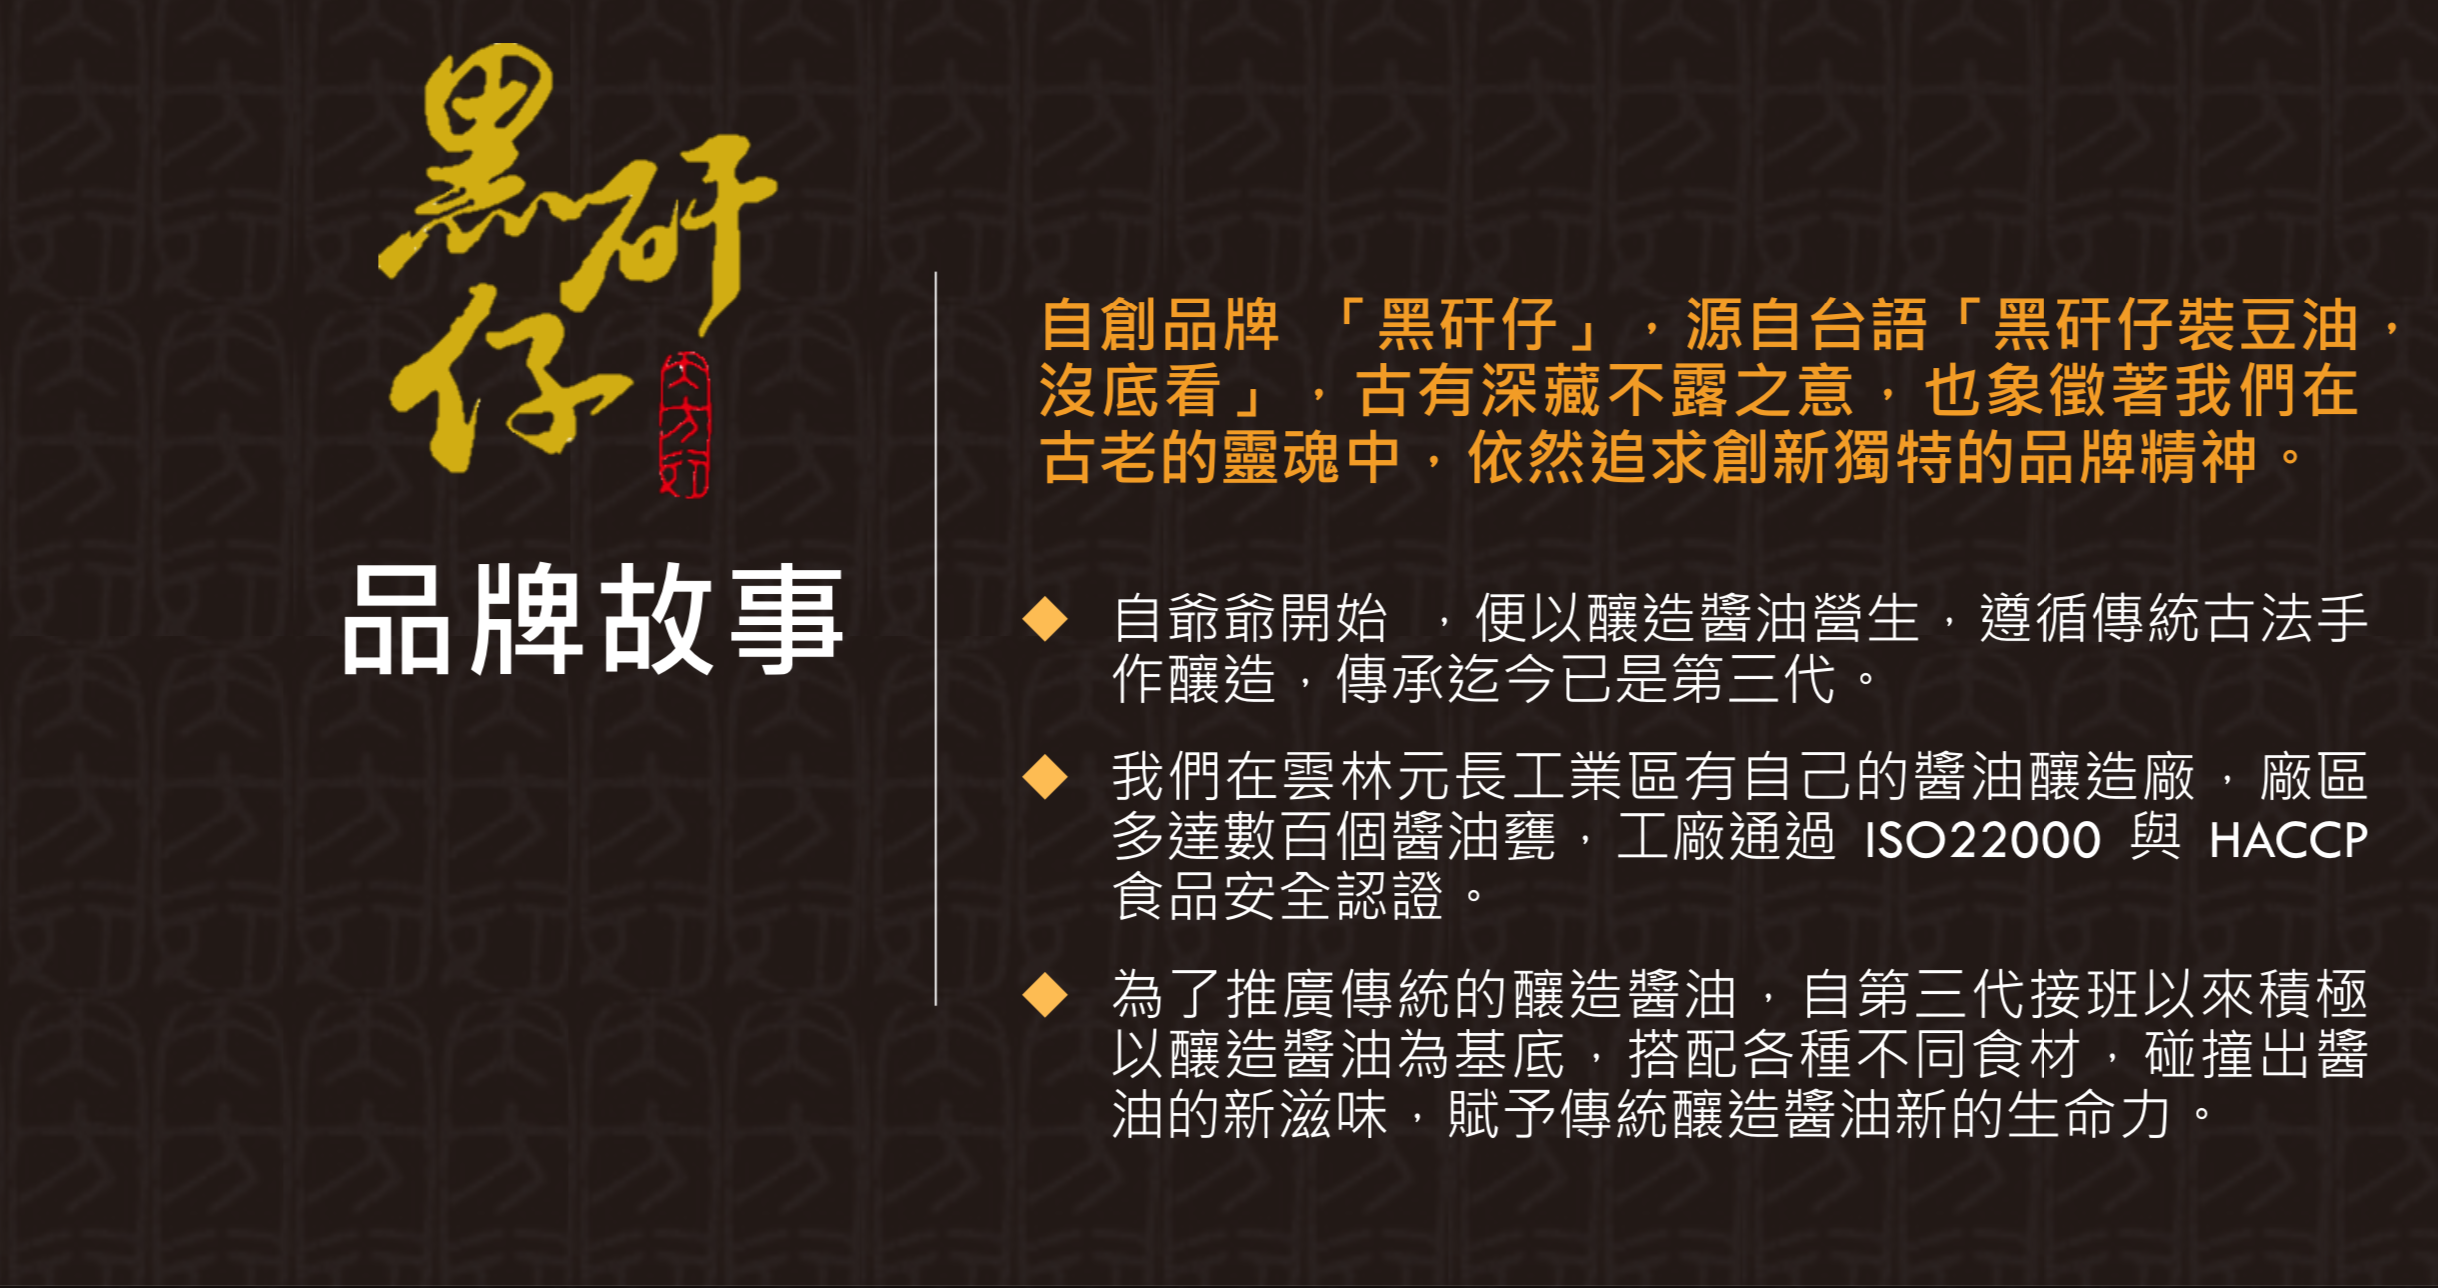 黑矸仔
品牌故事
自創品牌 「黑矸仔」，源自台語「黑矸仔裝豆油，
沒底看」，古有深藏不露之意，也象徵著我們在
古老的靈魂中，依然追求創新獨特的品牌精神。
自爺爺開始 ，便以釀造醬油營生，遵循傳統古法手
作釀造，傳承迄今已是第三代。
我們在雲林元長工業區有自己的醬油釀造廠，廠區
多達數百個醬油甕，工廠通過 ISO22000 與 HACCP
食品安全認證。
為了推廣傳統的釀造醬油，自第三代接班以來積極
以釀造醬油為基底，搭配各種不同食材，碰撞出醬
油的新滋味，賦予傳統釀造醬油新的生命力。